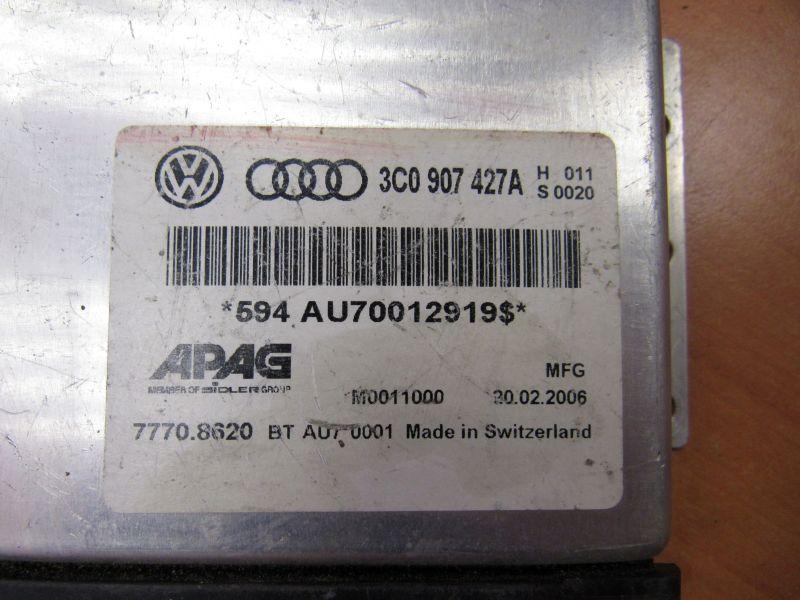 3C0 907 427A H 011
S 0020
*594 AU70012919$*
APAG
MEMBER OF SIDLER GROUP
MFG
M0011000 20.02.2006
7770.8620 BT AU7 0001 Made in Switzerland